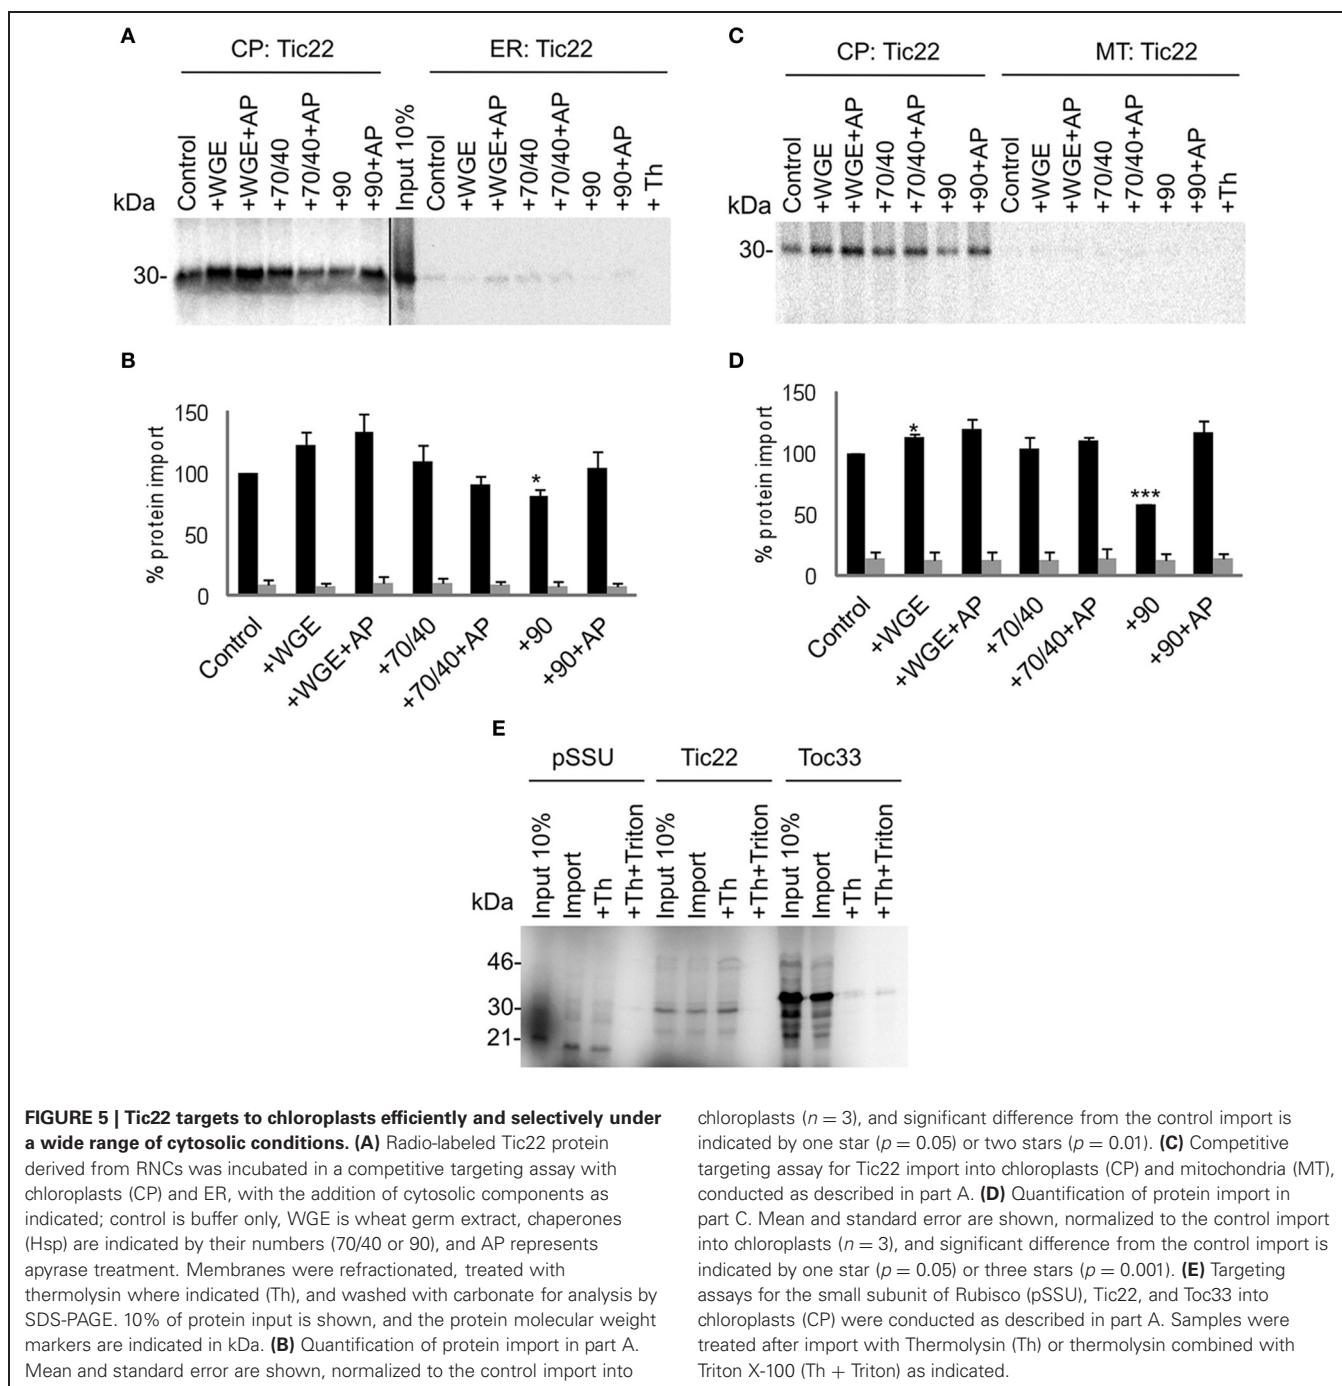 A
CP: Tic22 ER: Tic22
Control +WGE +WGE+AP +70/40 +70/40+AP +90 +90+AP Input 10% Control +WGE +WGE+AP +70/40 +70/40+AP +90 +90+AP + Th
kDa
30-
C
CP: Tic22 MT: Tic22
Control +WGE +WGE+AP +70/40 +70/40+AP +90 +90+AP Control +WGE +WGE+AP +70/40 +70/40+AP +90 +90+AP +Th
kDa
30-
B
% protein import
150
100
50
0
*
Control +WGE +WGE+AP +70/40 +70/40+AP +90 +90+AP
D
% protein import
150
100
50
0
* ***
Control +WGE +WGE+AP +70/40 +70/40+AP +90 +90+AP
E
pSSU Tic22 Toc33
Input 10% Import +Th +Th+Triton Input 10% Import +Th +Th+Triton Input 10% Import +Th +Th+Triton
kDa
46-
30-
21-
FIGURE 5 | Tic22 targets to chloroplasts efficiently and selectively under
a wide range of cytosolic conditions. (A) Radio-labeled Tic22 protein
derived from RNCs was incubated in a competitive targeting assay with
chloroplasts (CP) and ER, with the addition of cytosolic components as
indicated; control is buffer only, WGE is wheat germ extract, chaperones
(Hsp) are indicated by their numbers (70/40 or 90), and AP represents
apyrase treatment. Membranes were refractionated, treated with
thermolysin where indicated (Th), and washed with carbonate for analysis by
SDS-PAGE. 10% of protein input is shown, and the protein molecular weight
markers are indicated in kDa. (B) Quantification of protein import in part A.
Mean and standard error are shown, normalized to the control import into
chloroplasts (n = 3), and significant difference from the control import is
indicated by one star (p = 0.05) or two stars (p = 0.01). (C) Competitive
targeting assay for Tic22 import into chloroplasts (CP) and mitochondria (MT),
conducted as described in part A. (D) Quantification of protein import in
part C. Mean and standard error are shown, normalized to the control import
into chloroplasts (n = 3), and significant difference from the control import is
indicated by one star (p = 0.05) or three stars (p = 0.001). (E) Targeting
assays for the small subunit of Rubisco (pSSU), Tic22, and Toc33 into
chloroplasts (CP) were conducted as described in part A. Samples were
treated after import with Thermolysin (Th) or thermolysin combined with
Triton X-100 (Th + Triton) as indicated.